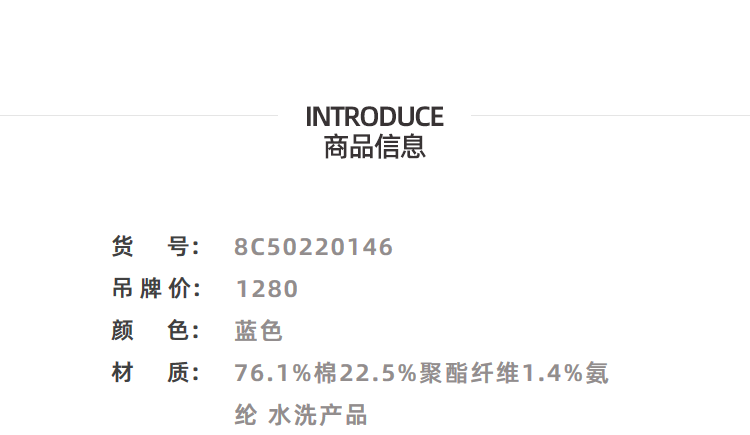 INTRODUCE
商品信息
货 号: 8C50220146
吊牌价: 1280
颜 色: 蓝色
材 质: 76.1%棉22.5%聚酯纤维1.4%氨
纶 水洗产品